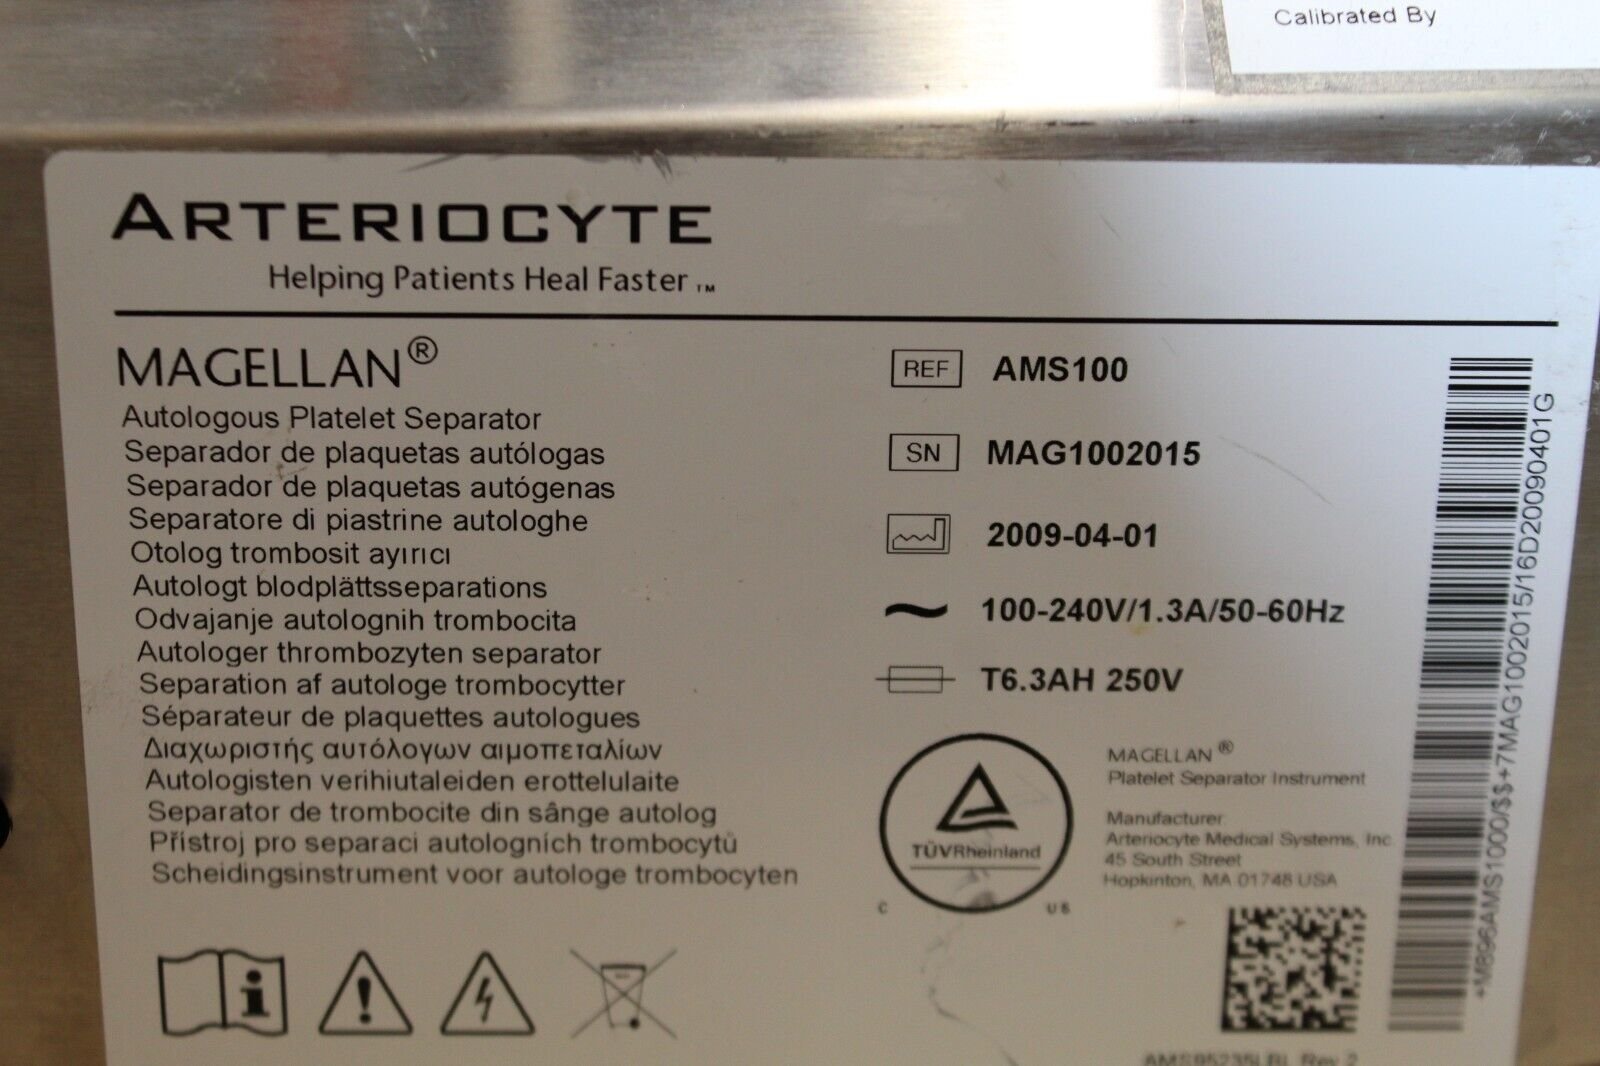 Calibrated By
ARTERIOCYTE
Helping Patients Heal Faster ™
MAGELLAN®
Autologous Platelet Separator
Separador de plaquetas autólogas
Separador de plaquetas autógenas
Separatore di piastrine autologhe
Otolog trombosit ayırıcı
Autologt blodplättsseparations
Odvajanje autolognih trombocita
Autologer thrombozyten separator
Separation af autologe trombocytter
Séparateur de plaquettes autologues
Διαχωριστής αυτόλογων αιμοπεταλίων
Autologisten verihiutaleiden erottelulaite
Separator de trombocite din sânge autolog
Přístroj pro separaci autologních trombocytů
Scheidingsinstrument voor autologe trombocyten
REF AMS100
SN MAG1002015
2009-04-01
100-240V/1.3A/50-60Hz
T6.3AH 250V
TÜVRheinland
C US
MAGELLAN®
Platelet Separator Instrument
Manufacturer:
Arteriocyte Medical Systems, Inc.
45 South Street
Hopkinton, MA 01748 USA
+M896AMS1000/$$+7MAG1002015/16D20090401G
AMS95235LBL Rev 2